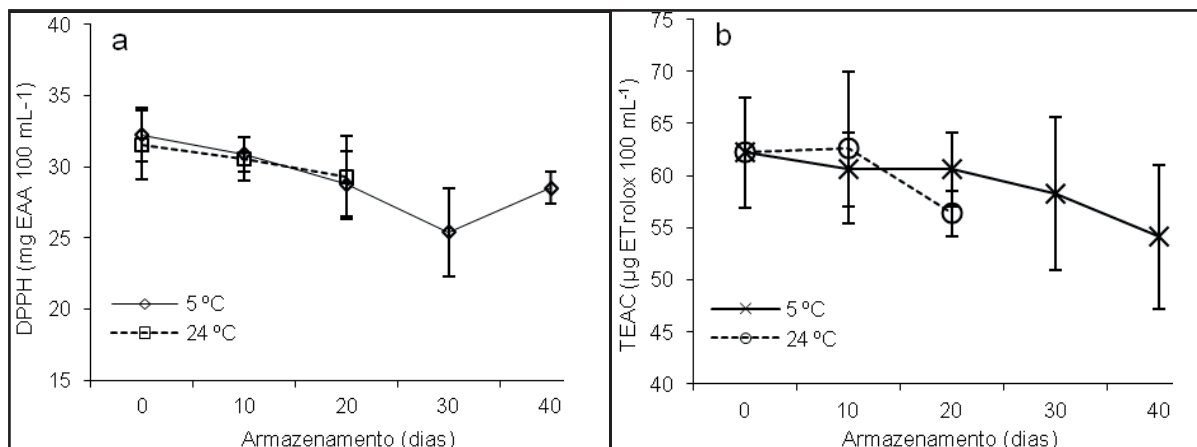 a
DPPH (mg EAA 100 mL-1)
40
35
30
25
20
15
5 ºC
24 ºC
0 10 20 30 40
Armazenamento (dias)
b
TEAC (µg ETrolox 100 mL⁻¹)
75
70
65
60
55
50
45
40
5 ºC
24 ºC
0 10 20 30 40
Armazenamento (dias)